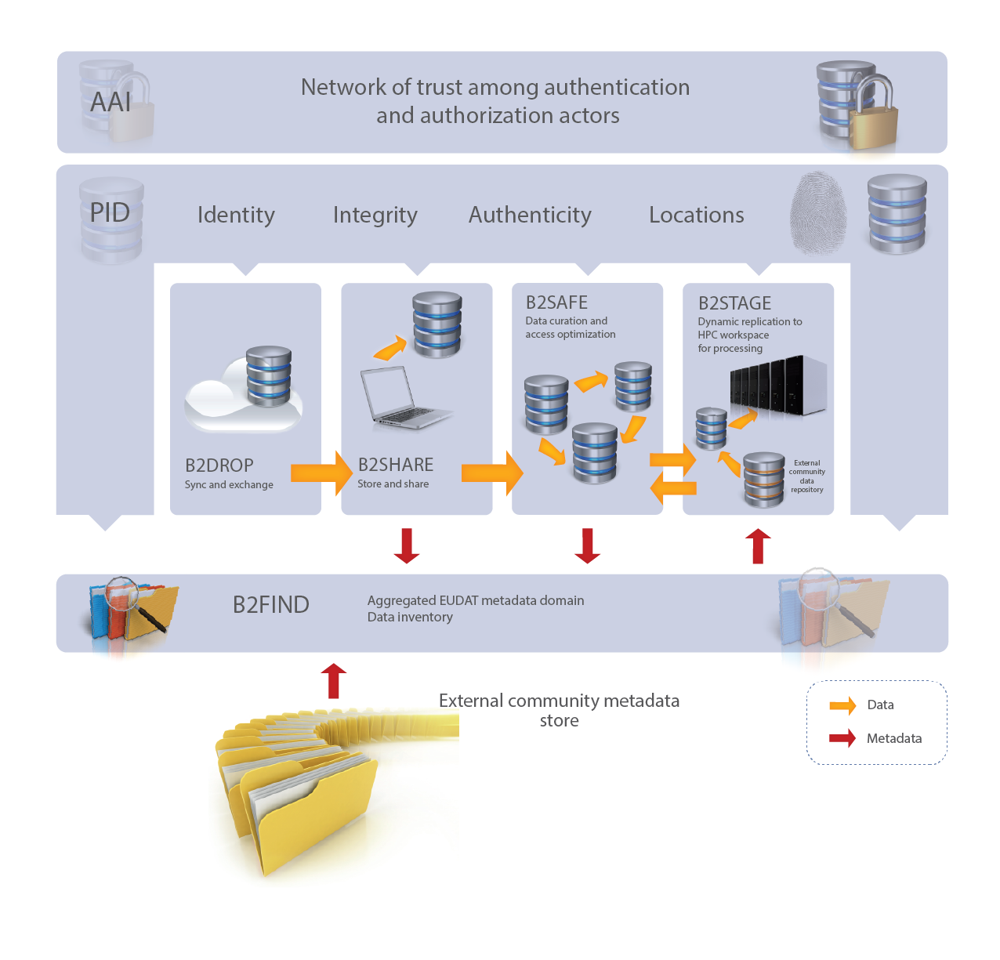 AAI
Network of trust among authentication
and authorization actors
PID
Identity
Integrity
Authenticity
Locations
B2DROP
Sync and exchange
B2SHARE
Store and share
B2SAFE
Data curation and
access optimization
B2STAGE
Dynamic replication to
HPC workspace
for processing
External
community
data
repository
B2FIND
Aggregated EUDAT metadata domain
Data inventory
External community metadata
store
Data
Metadata